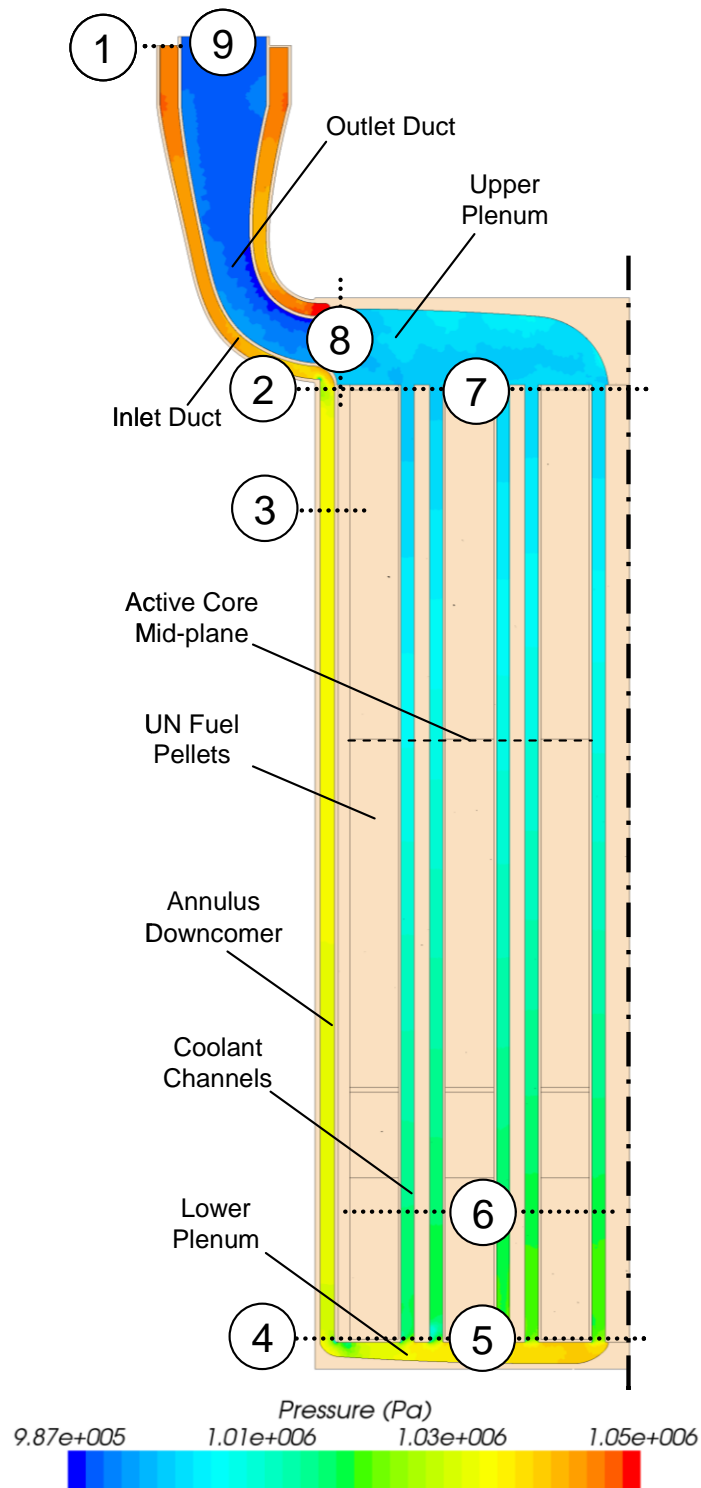 1
9
Outlet Duct
Upper
Plenum
8
2
7
Inlet Duct
3
Active Core
Mid-plane
UN Fuel
Pellets
Annulus
Downcomer
Coolant
Channels
6
Lower
Plenum
4
5
Pressure (Pa)
9.87e+005 1.01e+006 1.03e+006 1.05e+006